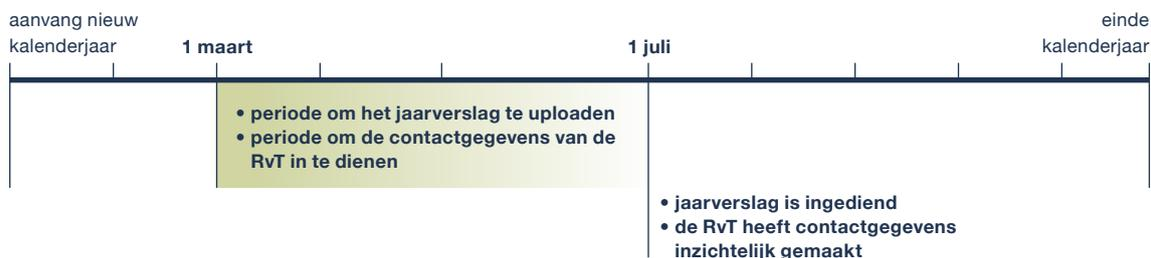 aanvang nieuw
kalenderjaar
1 maart
1 juli
einde
kalenderjaar
• periode om het jaarverslag te uploaden
• periode om de contactgegevens van de
RvT in te dienen
• jaarverslag is ingediend
• de RvT heeft contactgegevens
inzichtelijk gemaakt